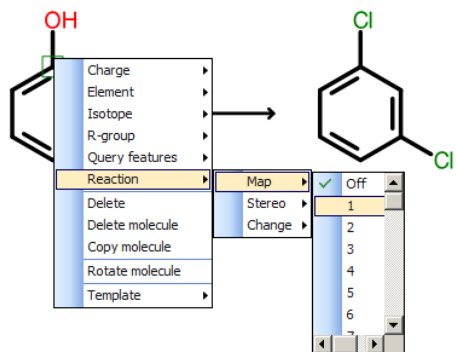 OH
Cl
Cl
Charge
Element
Isotope
R-group
Query features
Reaction
Delete
Delete molecule
Copy molecule
Rotate molecule
Template
Map
Stereo
Change
Off
1
2
3
4
5
6